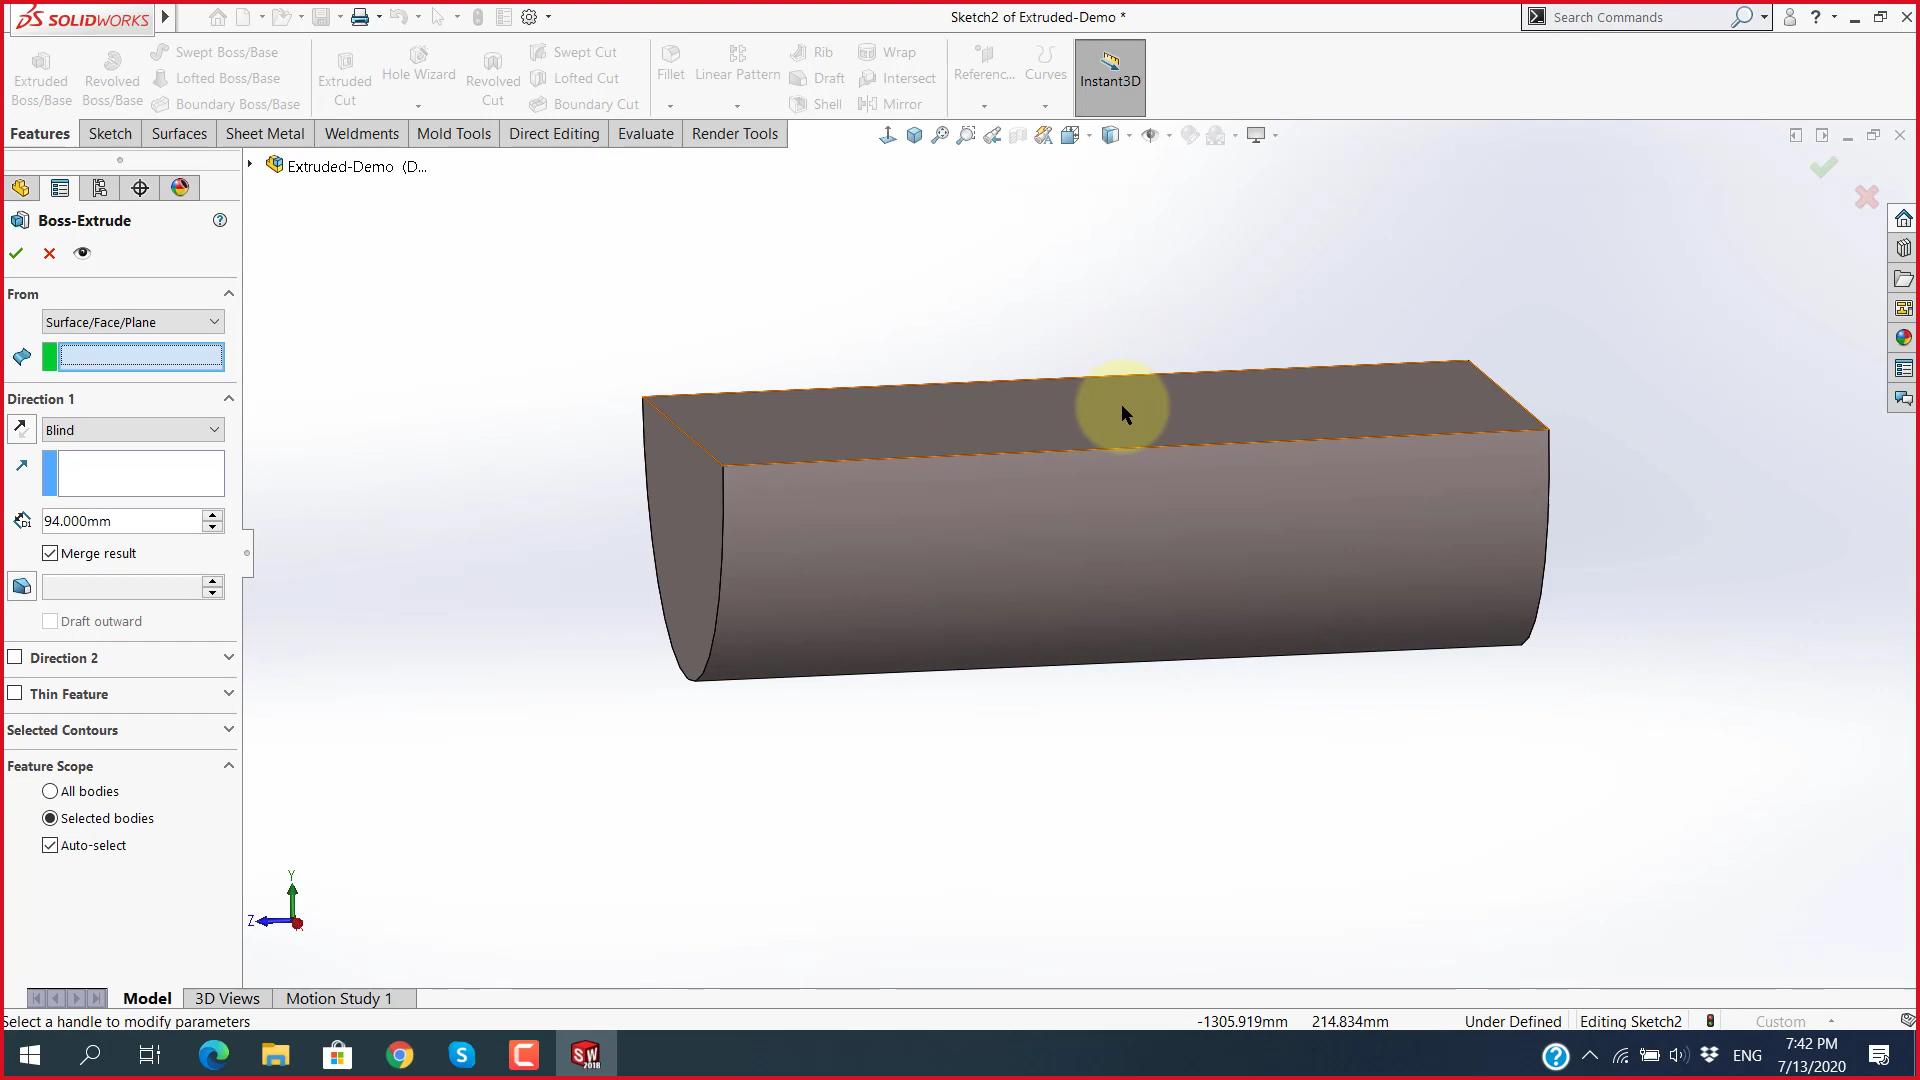 SOLIDWORKS
Sketch2 of Extruded-Demo *
Search Commands
?
Extruded Boss/Base
Revolved Boss/Base
Swept Boss/Base
Lofted Boss/Base
Boundary Boss/Base
Extruded Cut
Hole Wizard
Revolved Cut
Swept Cut
Lofted Cut
Boundary Cut
Fillet
Linear Pattern
Rib
Draft
Shell
Wrap
Intersect
Mirror
Referenc...
Curves
Instant3D
Features
Sketch
Surfaces
Sheet Metal
Weldments
Mold Tools
Direct Editing
Evaluate
Render Tools
Extruded-Demo (D...
Boss-Extrude
?
From
Surface/Face/Plane
Direction 1
Blind
D1
94.000mm
Merge result
Draft outward
Direction 2
Thin Feature
Selected Contours
Feature Scope
All bodies
Selected bodies
Auto-select
Y
Z
Model
3D Views
Motion Study 1
Select a handle to modify parameters
-1305.919mm
214.834mm
Under Defined
Editing Sketch2
Custom
S
C
SW
2018
?
ENG
7:42 PM
7/13/2020